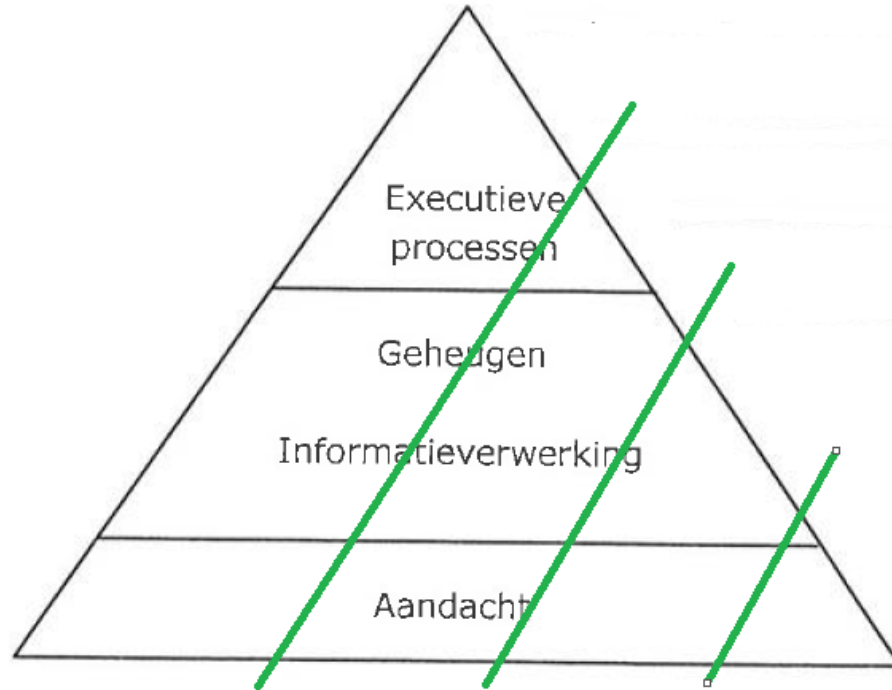 Executieve
processen
Geheugen
Informatieverwerking
Aandacht